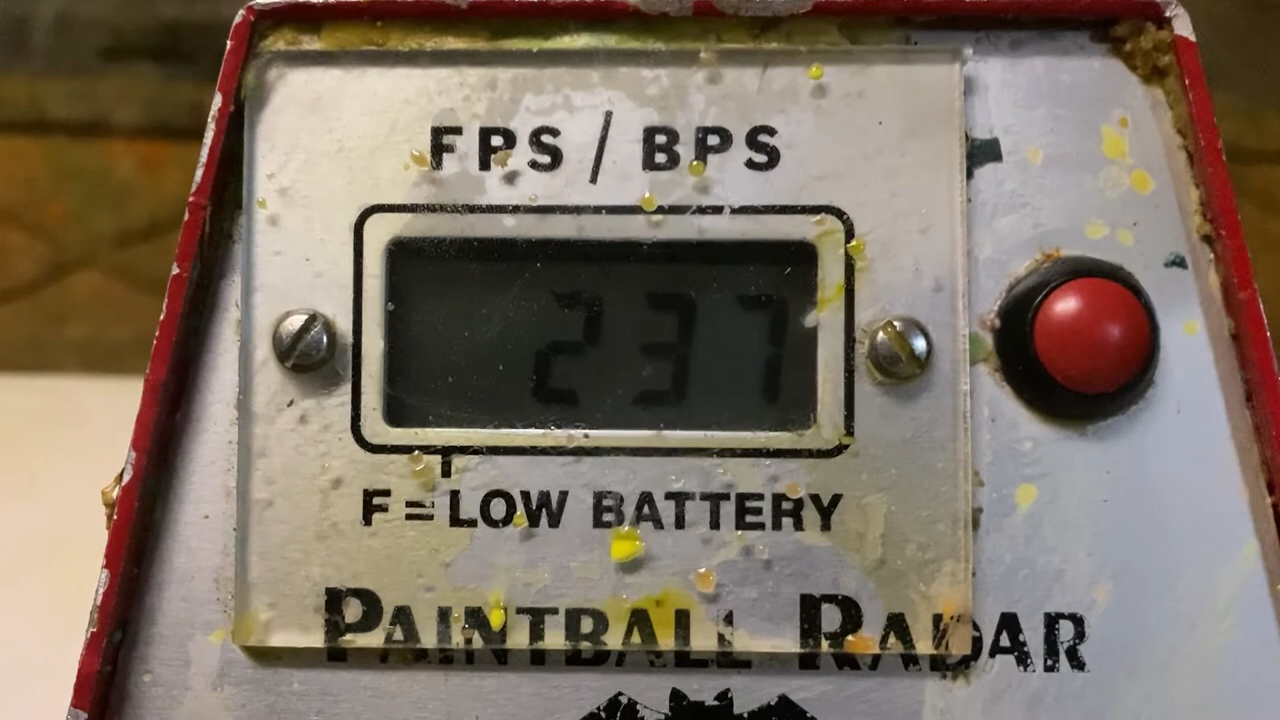 FPS / BPS
237
F = LOW BATTERY
PAINTBALL RADAR